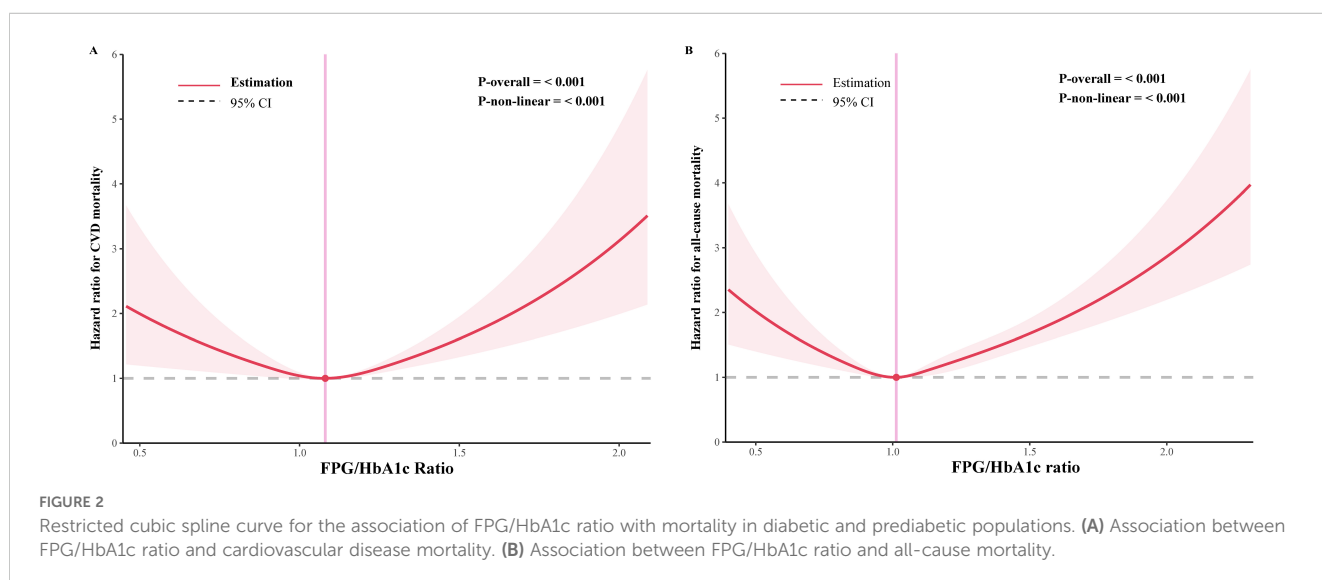 A
6
5
4
3
2
1
0
Hazard ratio for CVD mortality
Estimation
95% CI
P-overall = < 0.001
P-non-linear = < 0.001
0.5
1.0
1.5
2.0
FPG/HbA1c Ratio
B
6
5
4
3
2
1
0
Hazard ratio for all-cause mortality
Estimation
95% CI
P-overall = < 0.001
P-non-linear = < 0.001
0.5
1.0
1.5
2.0
FPG/HbA1c ratio
FIGURE 2
Restricted cubic spline curve for the association of FPG/HbA1c ratio with mortality in diabetic and prediabetic populations. (A) Association between
FPG/HbA1c ratio and cardiovascular disease mortality. (B) Association between FPG/HbA1c ratio and all-cause mortality.